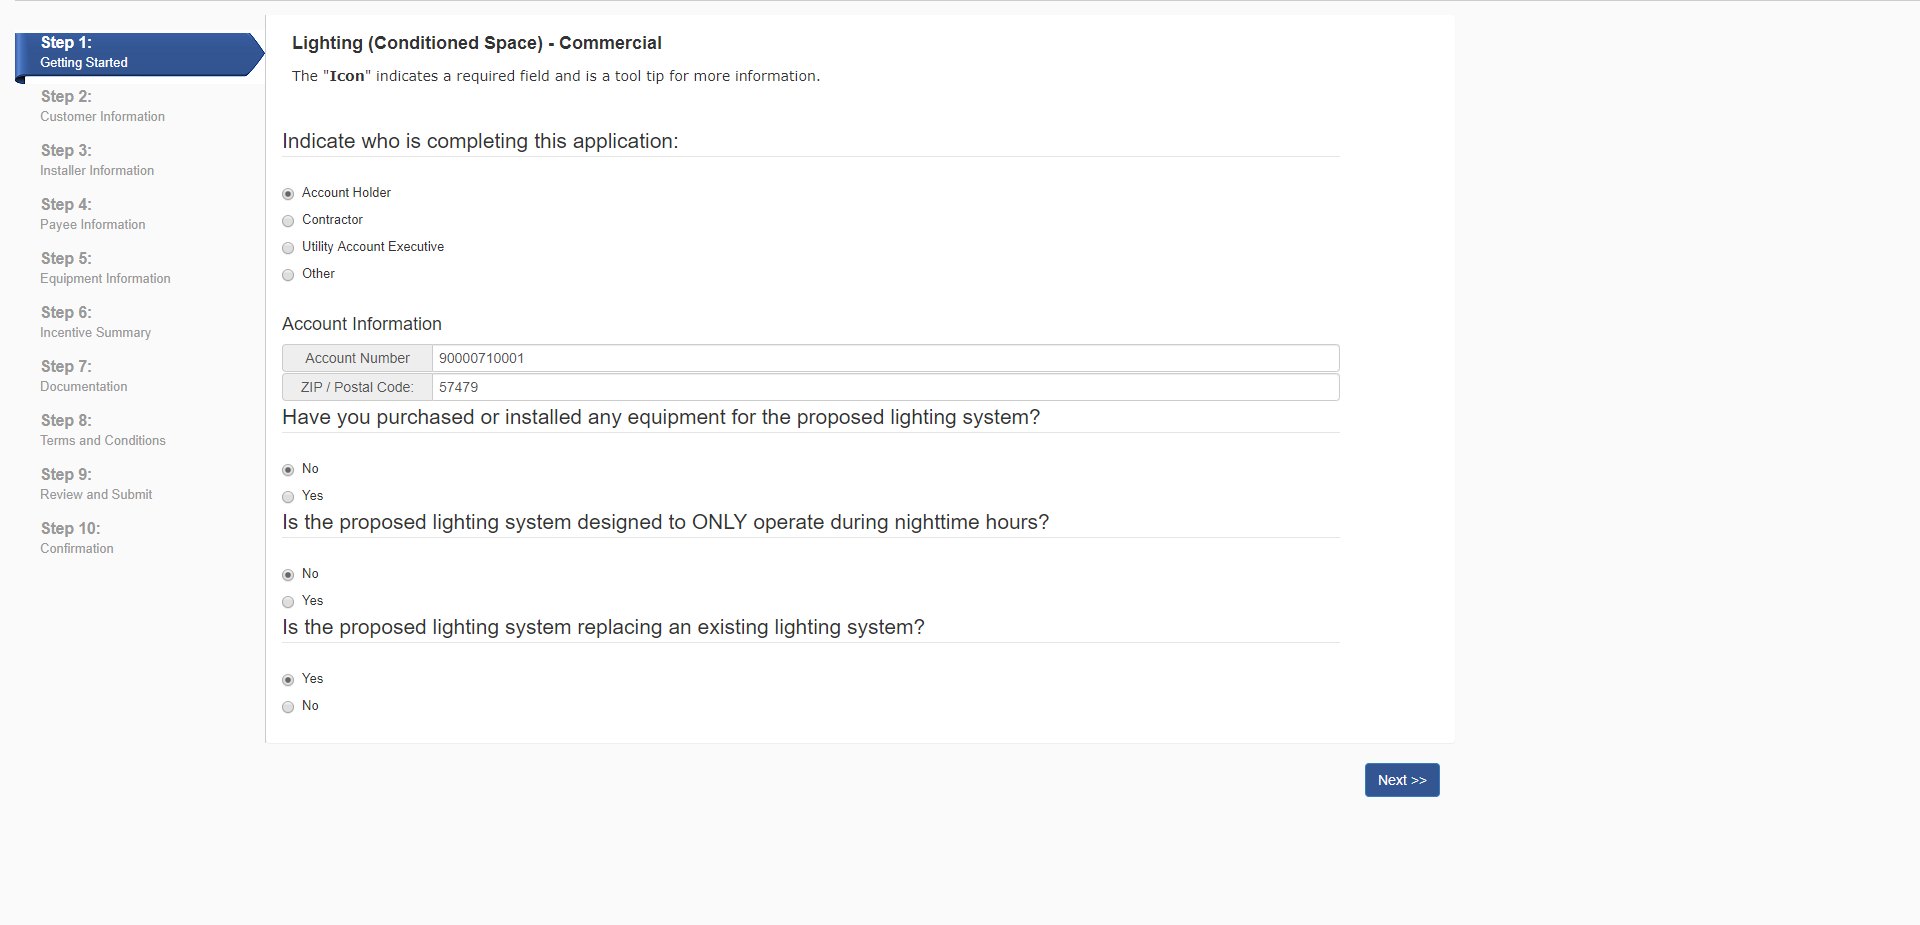 Step 1:
Getting Started
Step 2:
Customer Information
Step 3:
Installer Information
Step 4:
Payee Information
Step 5:
Equipment Information
Step 6:
Incentive Summary
Step 7:
Documentation
Step 8:
Terms and Conditions
Step 9:
Review and Submit
Step 10:
Confirmation
Lighting (Conditioned Space) - Commercial
The "Icon" indicates a required field and is a tool tip for more information.
Indicate who is completing this application:
Account Holder
Contractor
Utility Account Executive
Other
Account Information
Account Number 90000710001
ZIP / Postal Code: 57479
Have you purchased or installed any equipment for the proposed lighting system?
No
Yes
Is the proposed lighting system designed to ONLY operate during nighttime hours?
No
Yes
Is the proposed lighting system replacing an existing lighting system?
Yes
No
Next >>